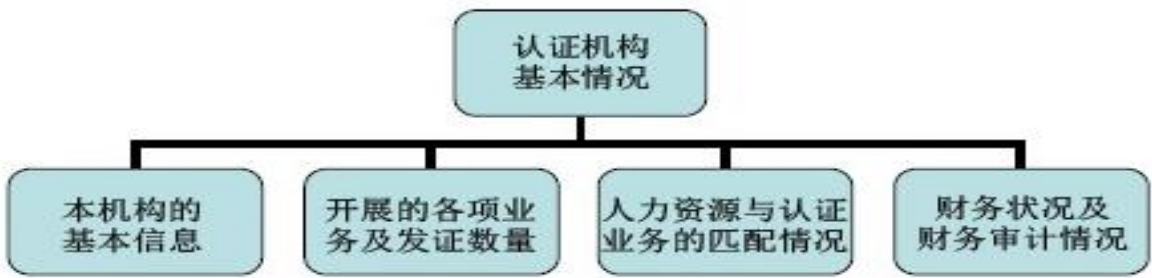 认证机构
基本情况
本机构的
基本信息
开展的各项业
务及发证数量
人力资源与认证
业务的匹配情况
财务状况及
财务审计情况